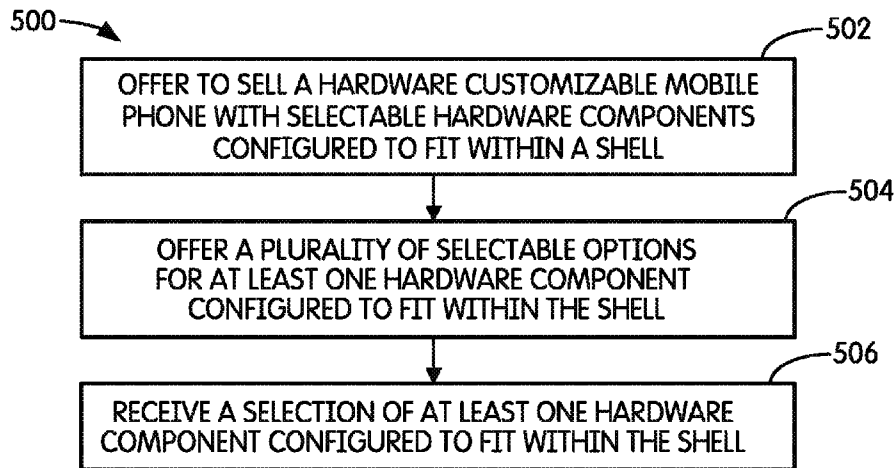 500
502
OFFER TO SELL A HARDWARE CUSTOMIZABLE MOBILE
PHONE WITH SELECTABLE HARDWARE COMPONENTS
CONFIGURED TO FIT WITHIN A SHELL
504
OFFER A PLURALITY OF SELECTABLE OPTIONS
FOR AT LEAST ONE HARDWARE COMPONENT
CONFIGURED TO FIT WITHIN THE SHELL
506
RECEIVE A SELECTION OF AT LEAST ONE HARDWARE
COMPONENT CONFIGURED TO FIT WITHIN THE SHELL